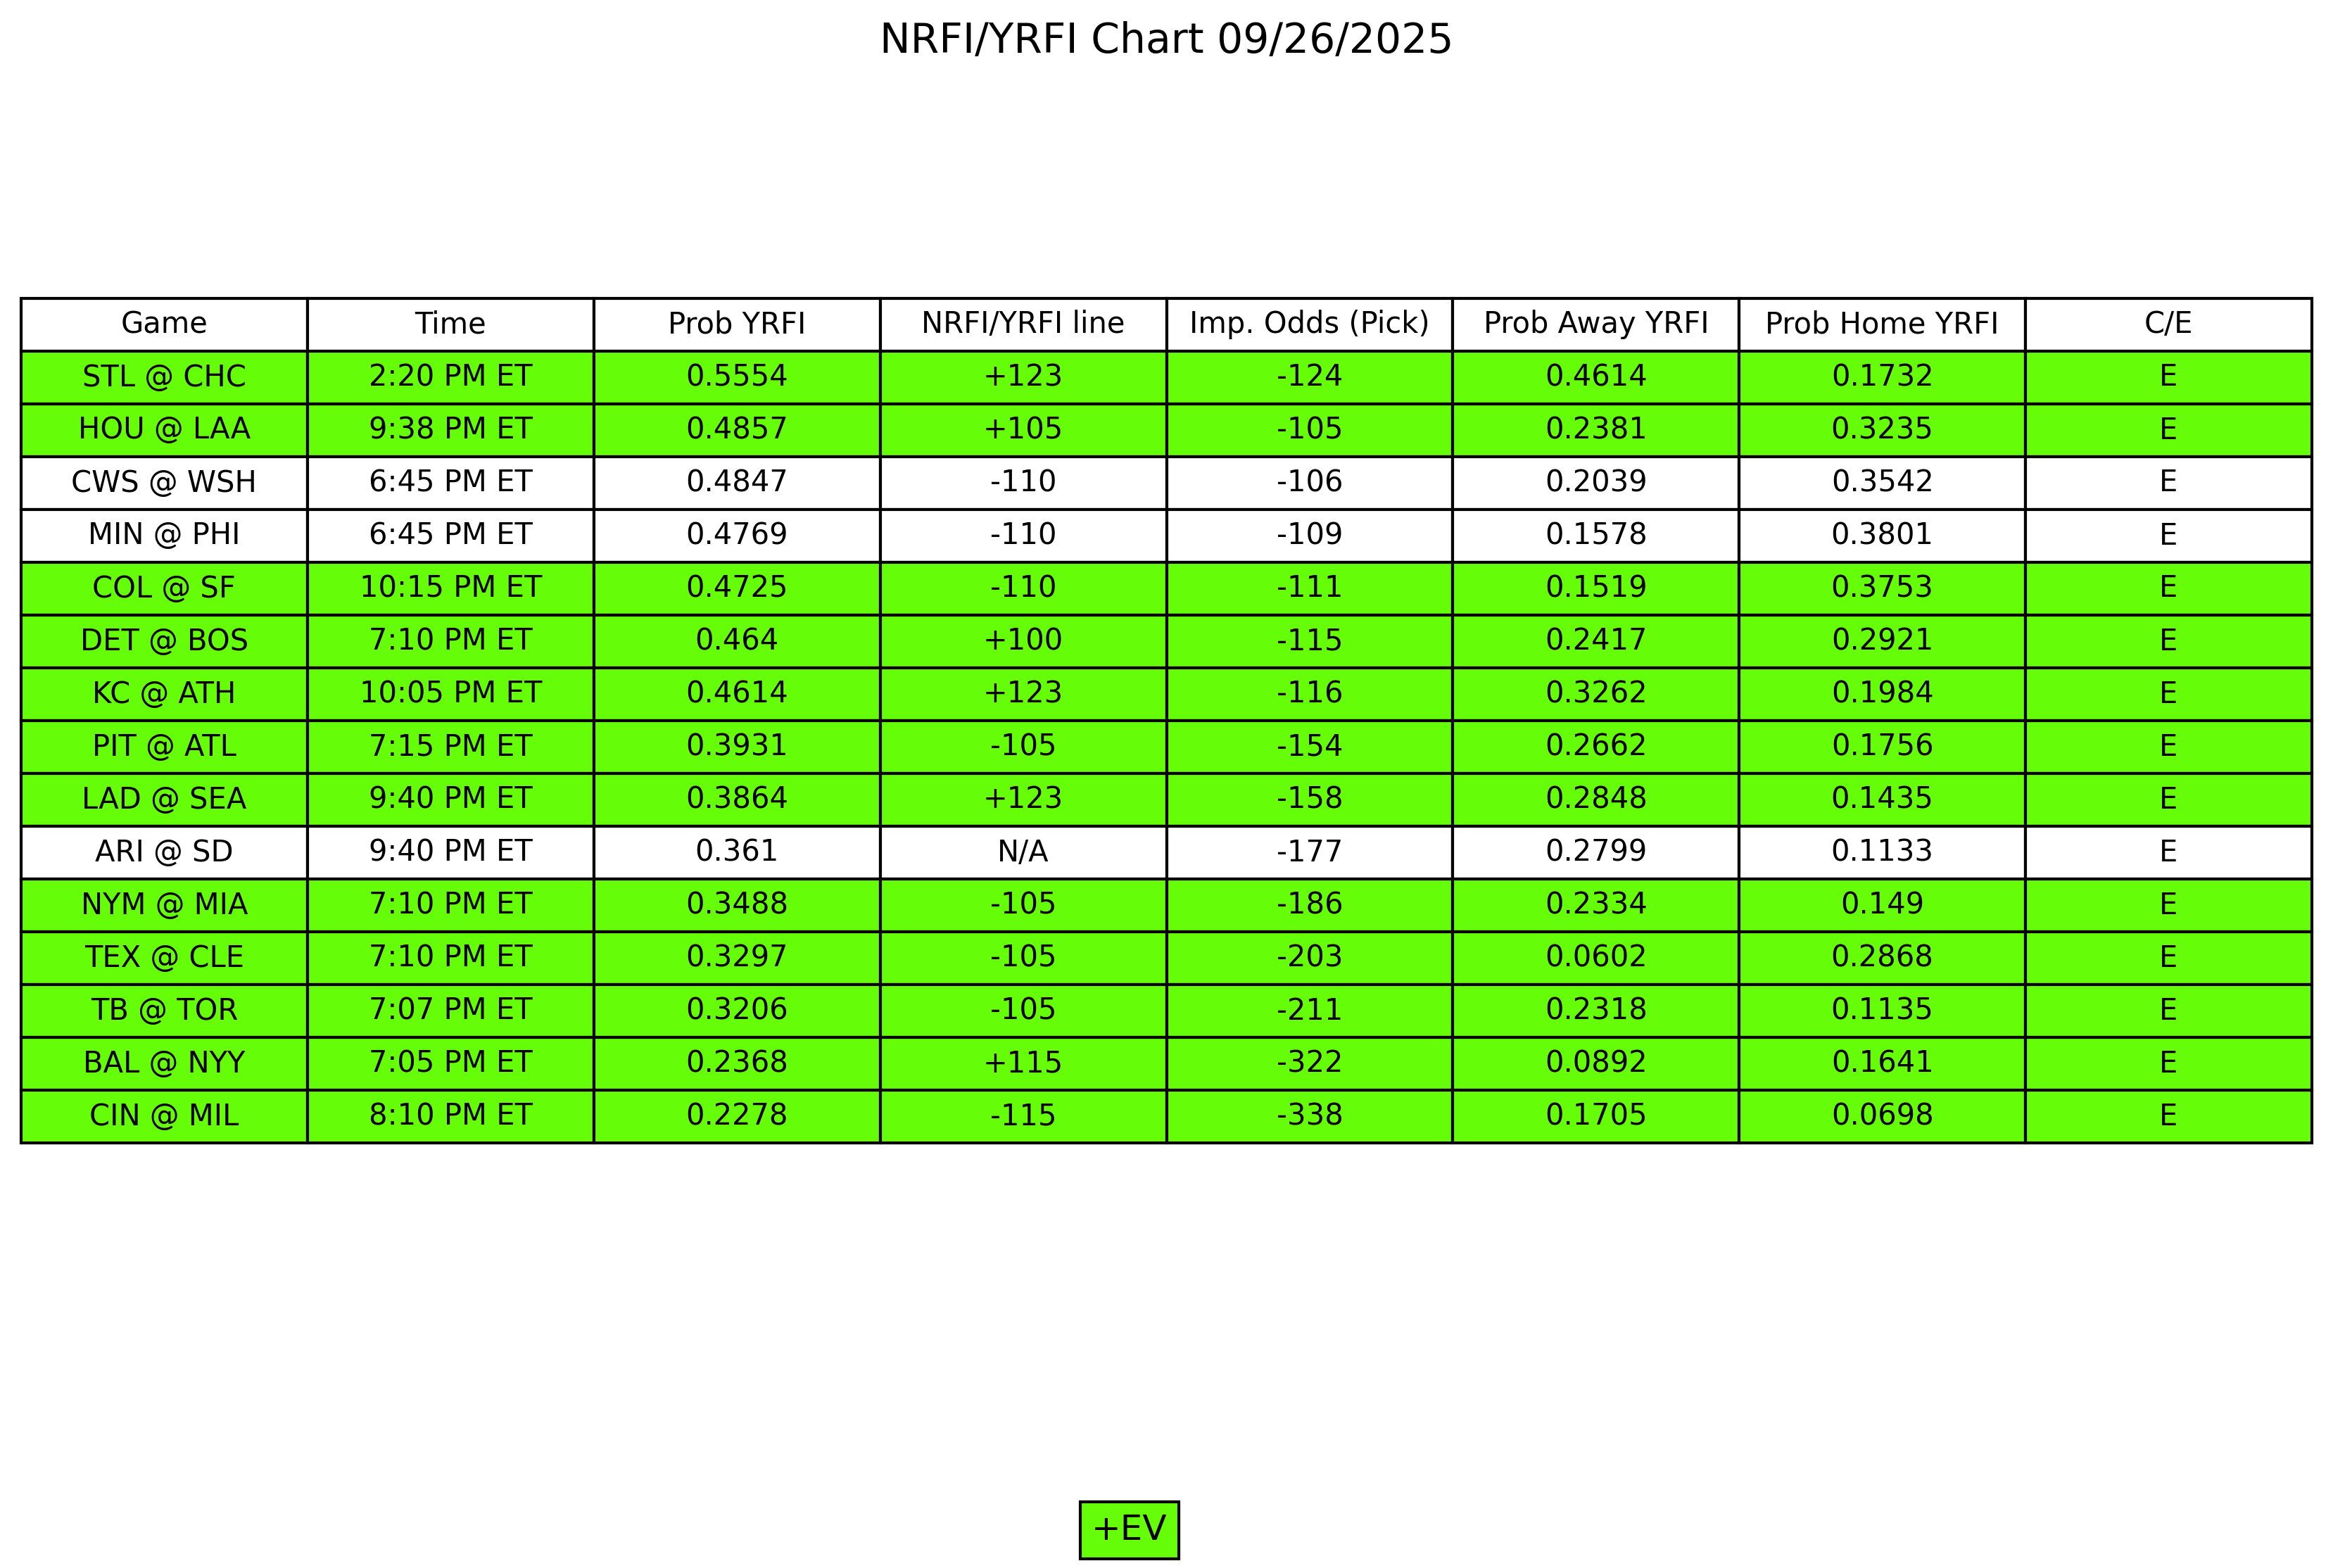 NRFI/YRFI Chart 09/26/2025
Game Time Prob YRFI NRFI/YRFI line Imp. Odds (Pick) Prob Away YRFI Prob Home YRFI C/E
STL @ CHC 2:20 PM ET 0.5554 +123 -124 0.4614 0.1732 E
HOU @ LAA 9:38 PM ET 0.4857 +105 -105 0.2381 0.3235 E
CWS @ WSH 6:45 PM ET 0.4847 -110 -106 0.2039 0.3542 E
MIN @ PHI 6:45 PM ET 0.4769 -110 -109 0.1578 0.3801 E
COL @ SF 10:15 PM ET 0.4725 -110 -111 0.1519 0.3753 E
DET @ BOS 7:10 PM ET 0.464 +100 -115 0.2417 0.2921 E
KC @ ATH 10:05 PM ET 0.4614 +123 -116 0.3262 0.1984 E
PIT @ ATL 7:15 PM ET 0.3931 -105 -154 0.2662 0.1756 E
LAD @ SEA 9:40 PM ET 0.3864 +123 -158 0.2848 0.1435 E
ARI @ SD 9:40 PM ET 0.361 N/A -177 0.2799 0.1133 E
NYM @ MIA 7:10 PM ET 0.3488 -105 -186 0.2334 0.149 E
TEX @ CLE 7:10 PM ET 0.3297 -105 -203 0.0602 0.2868 E
TB @ TOR 7:07 PM ET 0.3206 -105 -211 0.2318 0.1135 E
BAL @ NYY 7:05 PM ET 0.2368 +115 -322 0.0892 0.1641 E
CIN @ MIL 8:10 PM ET 0.2278 -115 -338 0.1705 0.0698 E
+EV